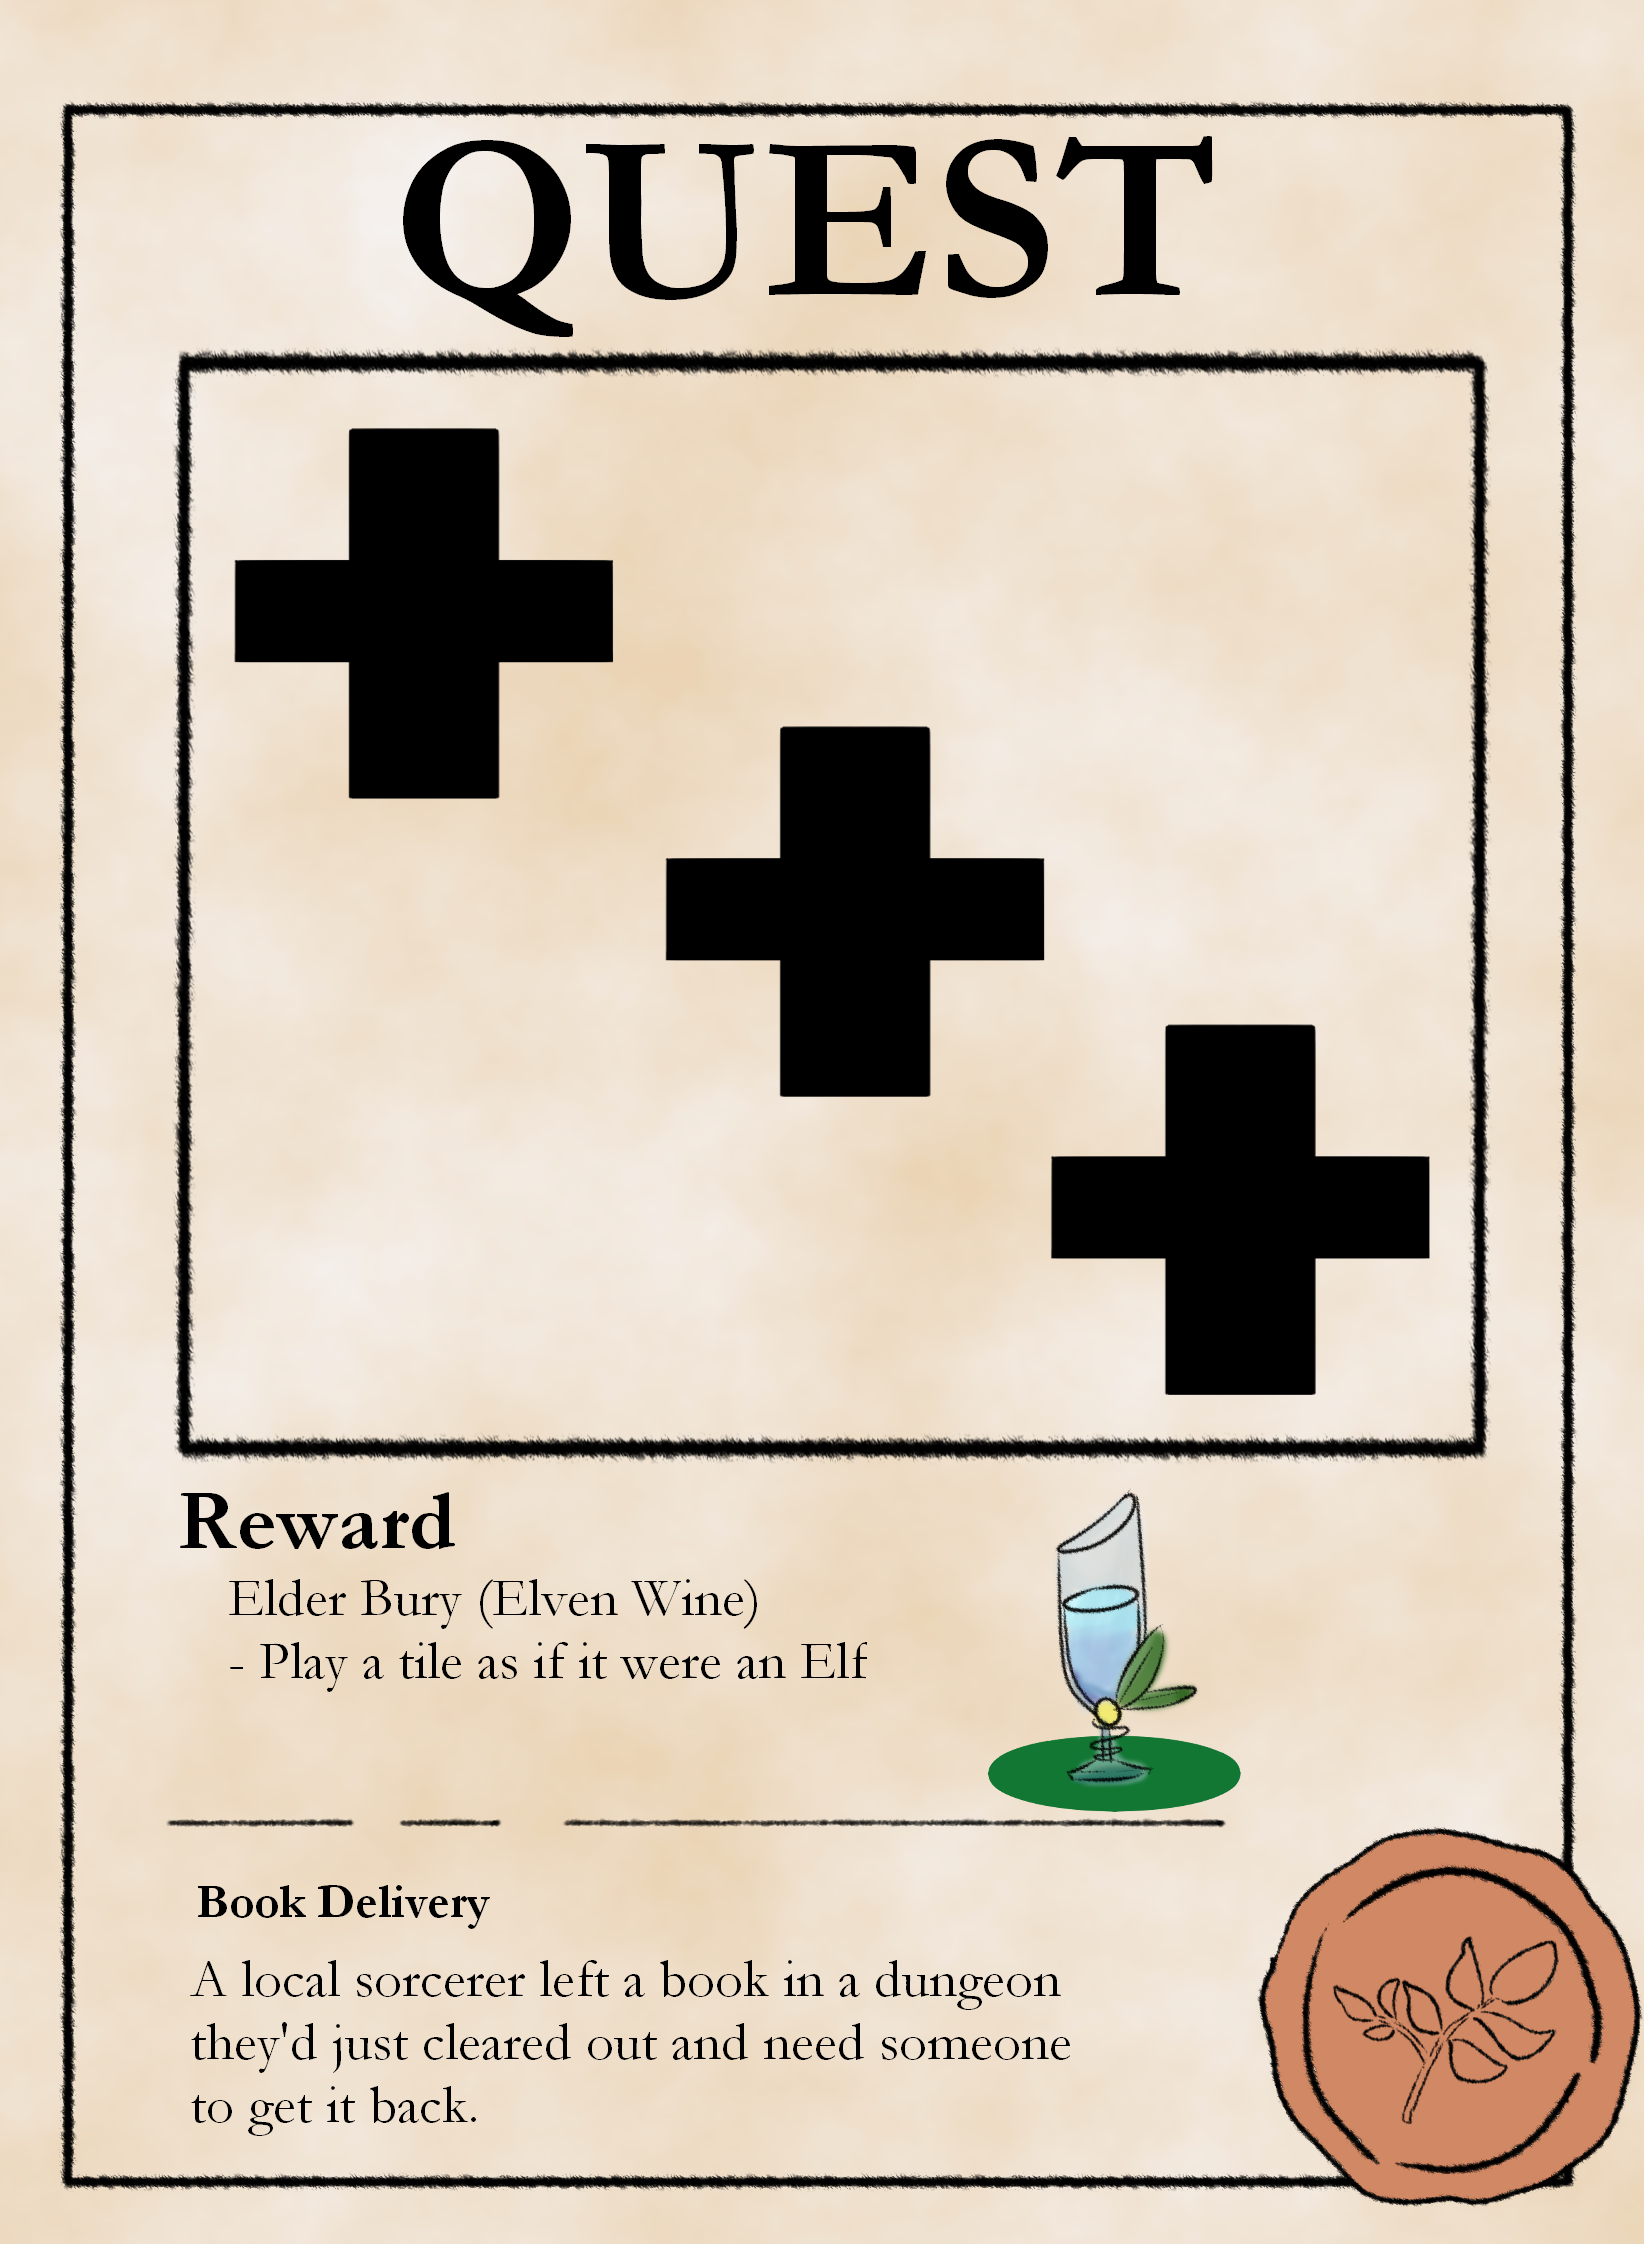 QUEST
Reward
Elder Bury (Elven Wine)
- Play a tile as if it were an Elf
Book Delivery
A local sorcerer left a book in a dungeon
they'd just cleared out and need someone
to get it back.